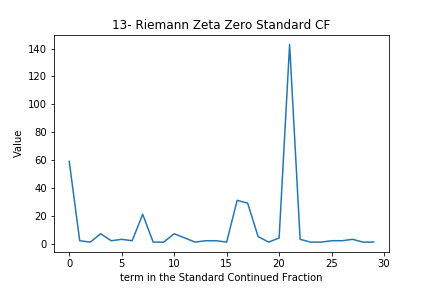 13- Riemann Zeta Zero Standard CF
Value
140
120
100
80
60
40
20
0
0 5 10 15 20 25 30
term in the Standard Continued Fraction